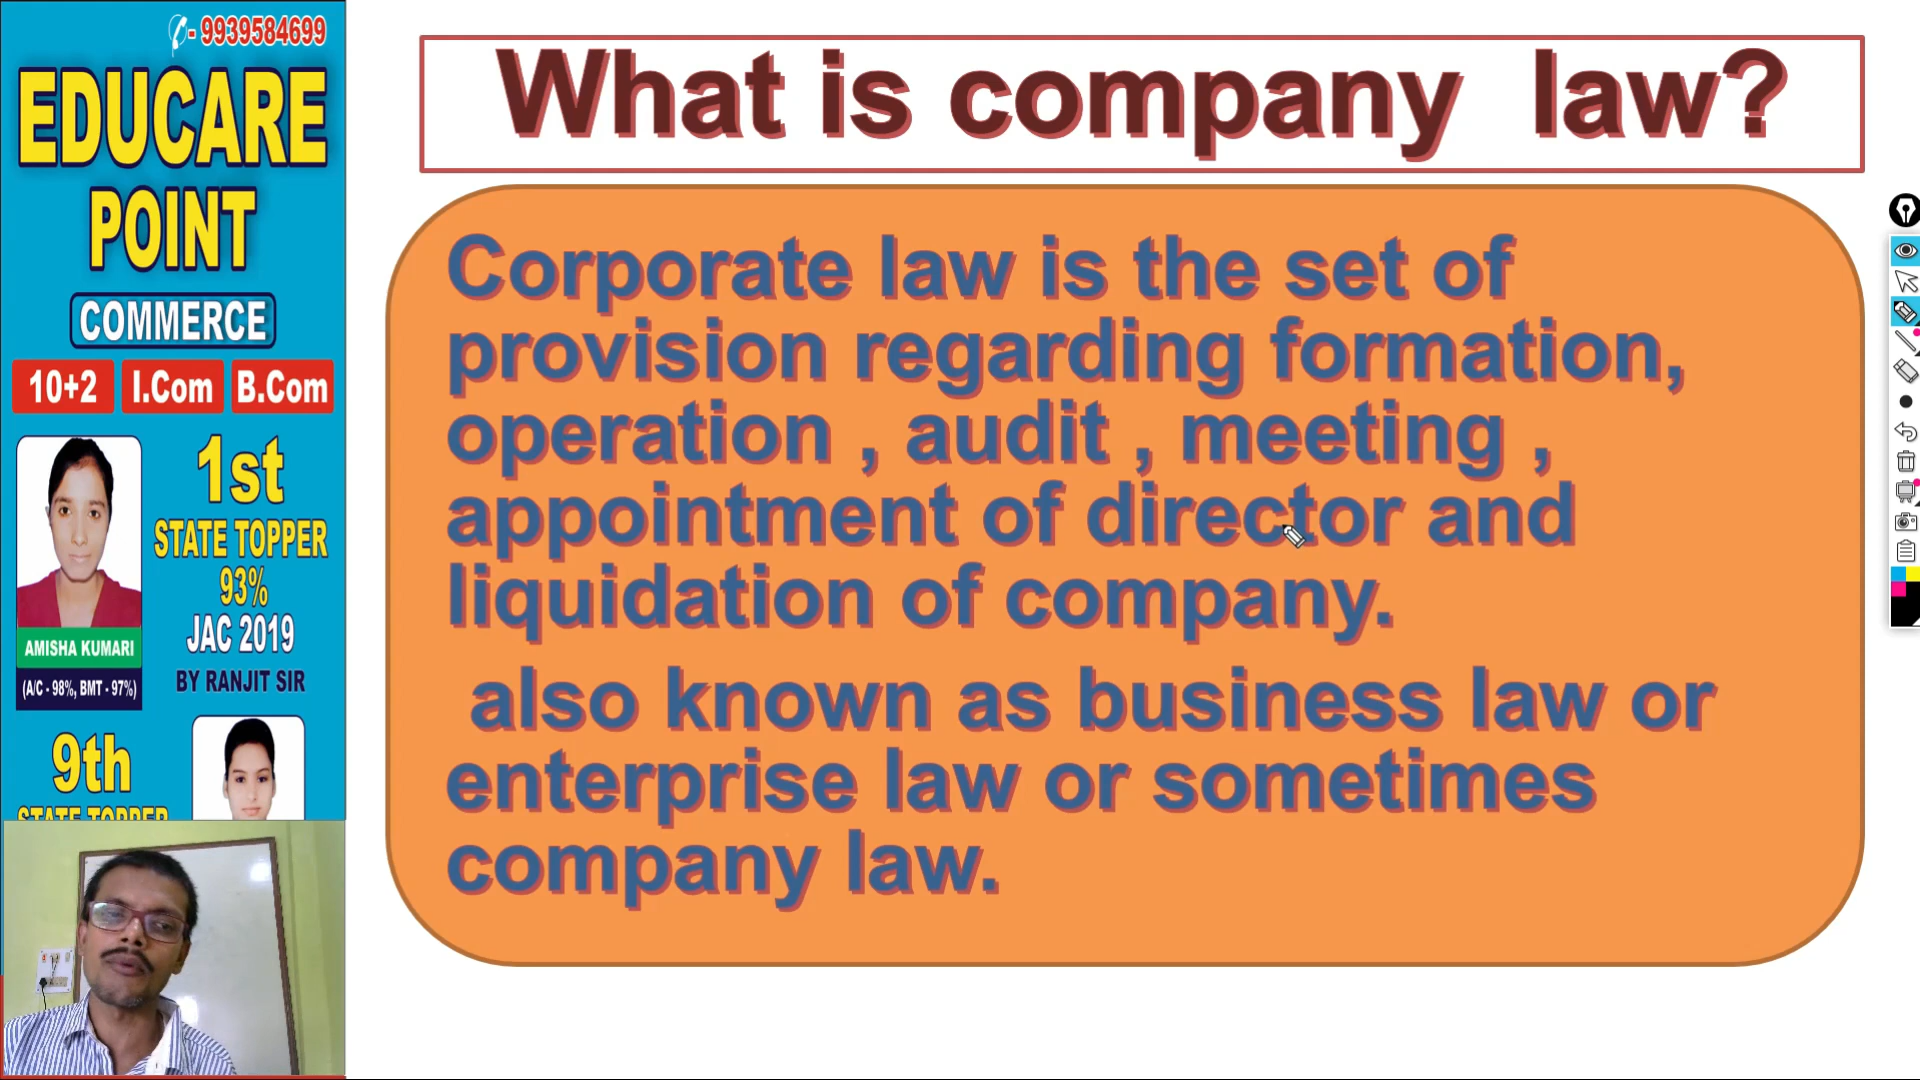 - 9939584699
EDUCARE
POINT
COMMERCE
10+2 I.Com B.Com
1st
STATE TOPPER
93%
JAC 2019
BY RANJIT SIR
AMISHA KUMARI
(A/C - 98%, BMT - 97%)
9th
STATE TOPPER
What is company law?
Corporate law is the set of
provision regarding formation,
operation , audit , meeting ,
appointment of director and
liquidation of company.
also known as business law or
enterprise law or sometimes
company law.